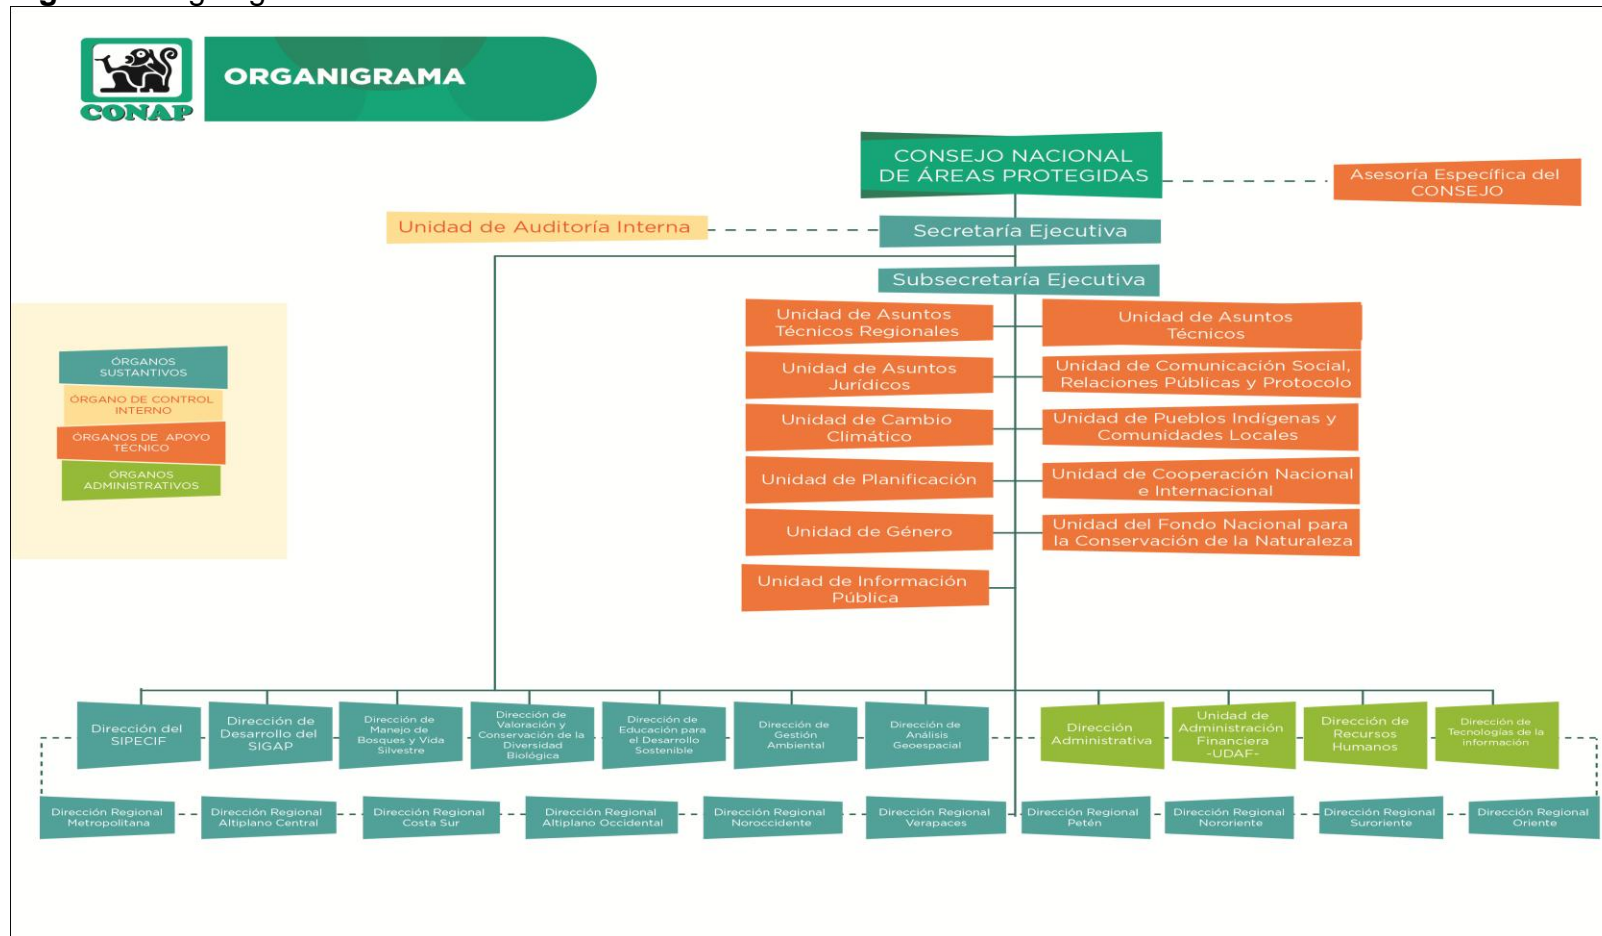 CONAP
ORGANIGRAMA
CONSEJO NACIONAL
DE ÁREAS PROTEGIDAS
Asesoría Específica del
CONSEJO
Unidad de Auditoría Interna
Secretaría Ejecutiva
Subsecretaría Ejecutiva
ÓRGANOS
SUSTANTIVOS
ÓRGANO DE CONTROL
INTERNO
ÓRGANOS DE APOYO
TÉCNICO
ÓRGANOS
ADMINISTRATIVOS
Unidad de Asuntos
Técnicos Regionales
Unidad de Asuntos
Técnicos
Unidad de Asuntos
Jurídicos
Unidad de Comunicación Social,
Relaciones Públicas y Protocolo
Unidad de Cambio
Climático
Unidad de Pueblos Indígenas y
Comunidades Locales
Unidad de Planificación
Unidad de Cooperación Nacional
e Internacional
Unidad de Género
Unidad del Fondo Nacional para
la Conservación de la Naturaleza
Unidad de Información
Pública
Dirección del
SIPECIF
Dirección de
Desarrollo del
SIGAP
Dirección de
Manejo de
Bosques y Vida
Silvestre
Dirección de
Valoración y
Conservación de la
Diversidad
Biológica
Dirección de
Educación para
el Desarrollo
Sostenible
Dirección de
Gestión
Ambiental
Dirección de
Análisis
Geoespacial
Dirección
Administrativa
Unidad de
Administración
Financiera
-UDAF-
Dirección de
Recursos
Humanos
Dirección de
Tecnologías de la
información
Dirección Regional
Metropolitana
Dirección Regional
Altiplano Central
Dirección Regional
Costa Sur
Dirección Regional
Altiplano Occidental
Dirección Regional
Noroccidente
Dirección Regional
Verapaces
Dirección Regional
Petén
Dirección Regional
Nororiente
Dirección Regional
Suroriente
Dirección Regional
Oriente